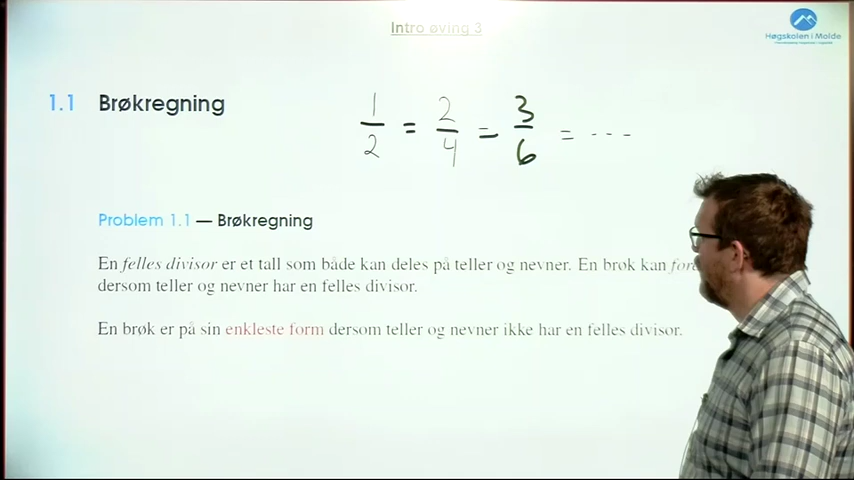 Intro øving 3
Høgskolen i Molde
1.1 Brøkregning
1/2 = 2/4 = 3/6 = ...
Problem 1.1 — Brøkregning
En felles divisor er et tall som både kan deles på teller og nevner. En brøk kan
dersom teller og nevner har en felles divisor.
En brøk er på sin enkleste form dersom teller og nevner ikke har en felles divisor.